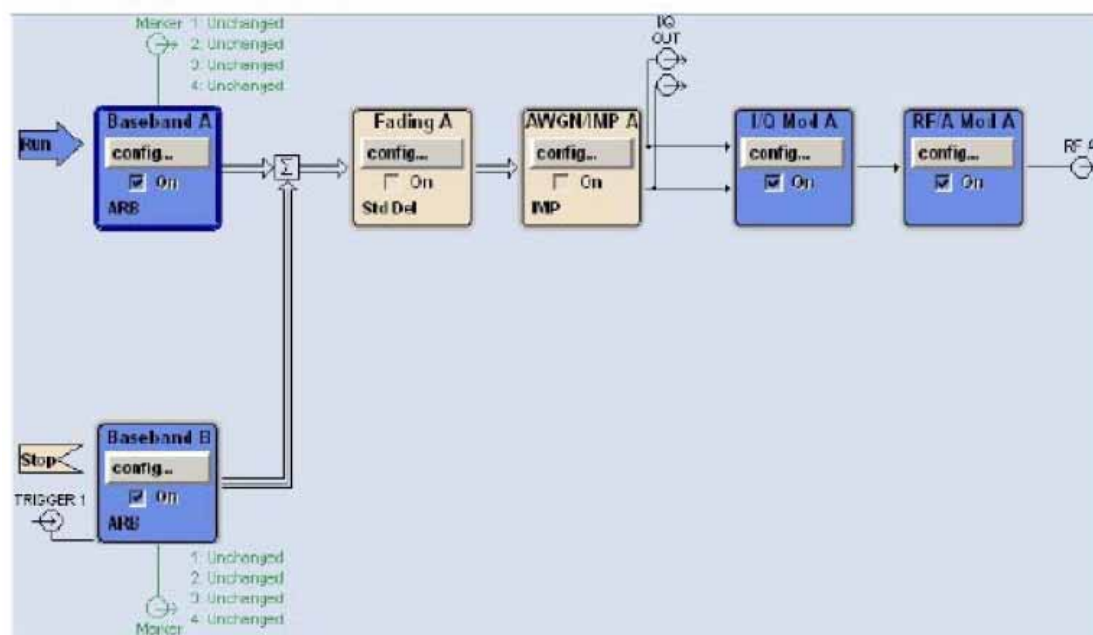 Marker 1: Unchanged
2: Unchanged
3: Unchanged
4: Unchanged
I/Q
OUT
Run
Baseband A
config...
On
ARB
Σ
Fading A
config...
On
Std Del
AWGN/IMP A
config...
On
IMP
I/Q Mod A
config...
On
RF/A Mod A
config...
On
RF A
Stop
TRIGGER 1
Baseband B
config...
On
ARB
1: Unchanged
2: Unchanged
3: Unchanged
4: Unchanged
Marker